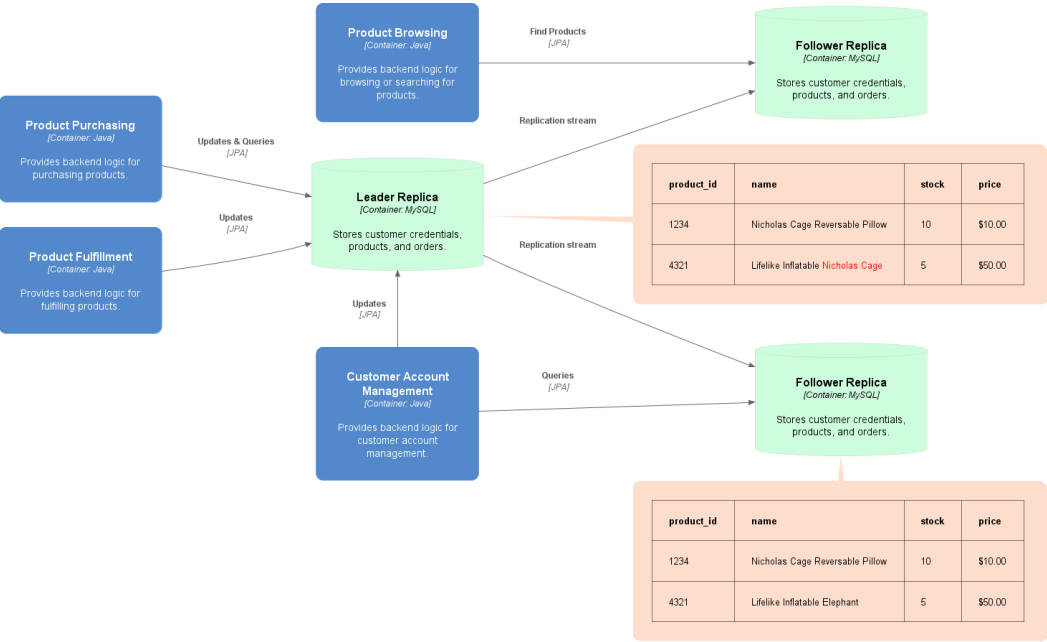 Product Browsing
[Container: Java]
Provides backend logic for
browsing or searching for
products.
Find Products
[JPA]
Follower Replica
[Container: MySQL]
Stores customer credentials,
products, and orders.
Product Purchasing
[Container: Java]
Provides backend logic for
purchasing products.
Updates & Queries
[JPA]
Replication stream
Leader Replica
[Container: MySQL]
Stores customer credentials,
products, and orders.
product_id name stock price
1234 Nicholas Cage Reversable Pillow 10 $10.00
4321 Lifelike Inflatable Nicholas Cage 5 $50.00
Product Fulfillment
[Container: Java]
Provides backend logic for
fulfilling products.
Updates
[JPA]
Replication stream
Updates
[JPA]
Customer Account
Management
[Container: Java]
Provides backend logic for
customer account
management.
Queries
[JPA]
Follower Replica
[Container: MySQL]
Stores customer credentials,
products, and orders.
product_id name stock price
1234 Nicholas Cage Reversable Pillow 10 $10.00
4321 Lifelike Inflatable Elephant 5 $50.00